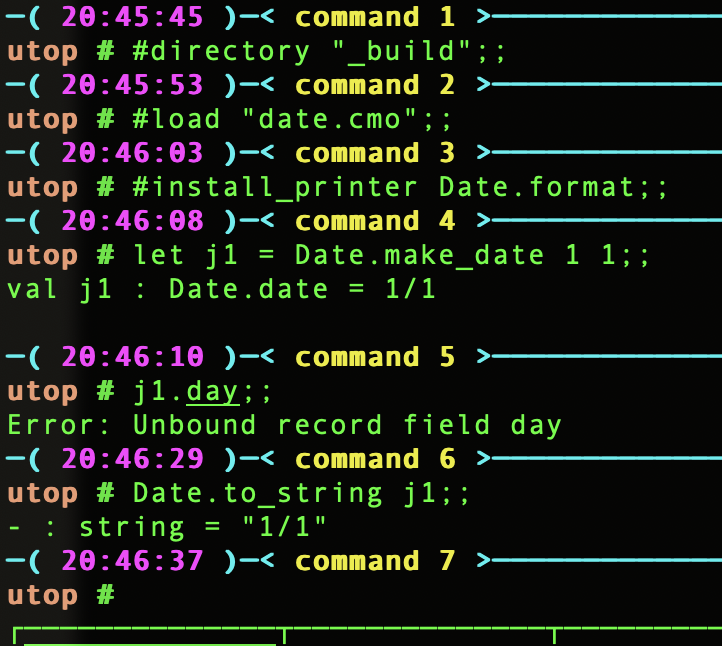 ─( 20:45:45 )─< command 1 >─────────────
utop # #directory "_build";;
─( 20:45:53 )─< command 2 >─────────────
utop # #load "date.cmo";;
─( 20:46:03 )─< command 3 >─────────────
utop # #install_printer Date.format;;
─( 20:46:08 )─< command 4 >─────────────
utop # let j1 = Date.make_date 1 1;;
val j1 : Date.date = 1/1
─( 20:46:10 )─< command 5 >─────────────
utop # j1.day;;
Error: Unbound record field day
─( 20:46:29 )─< command 6 >─────────────
utop # Date.to_string j1;;
- : string = "1/1"
─( 20:46:37 )─< command 7 >─────────────
utop #